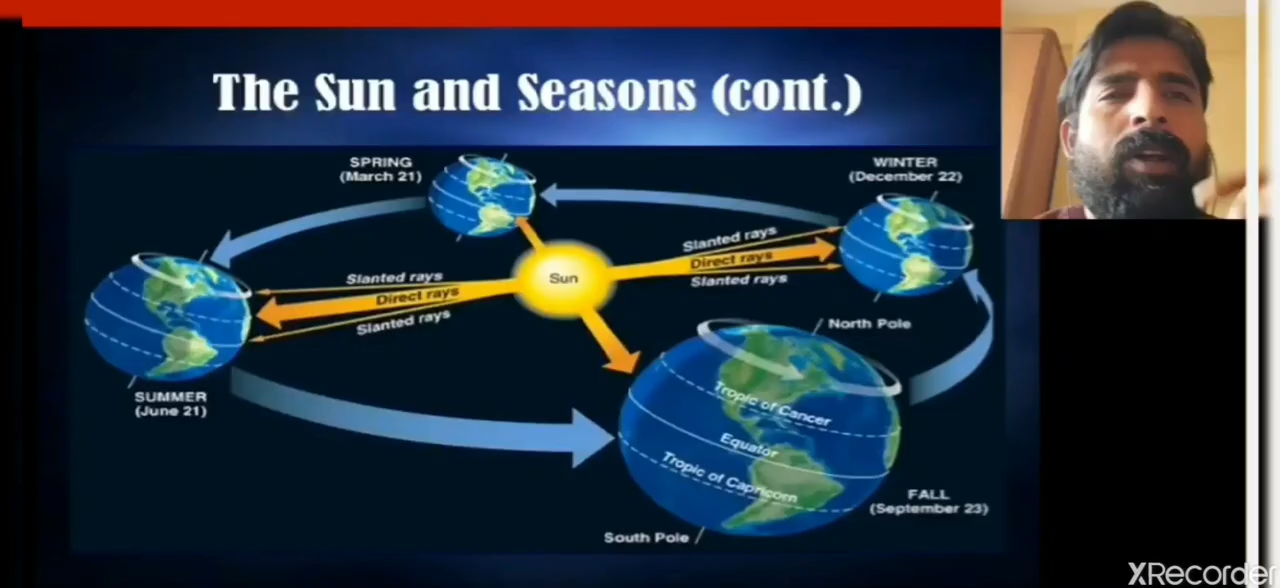 The Sun and Seasons (cont.)
SPRING
(March 21)
WINTER
(December 22)
Slanted rays
Direct rays
Slanted rays
Sun
Slanted rays
Direct rays
Slanted rays
SUMMER
(June 21)
North Pole
Tropic of Cancer
Equator
Tropic of Capricorn
FALL
(September 23)
South Pole
XRecorder